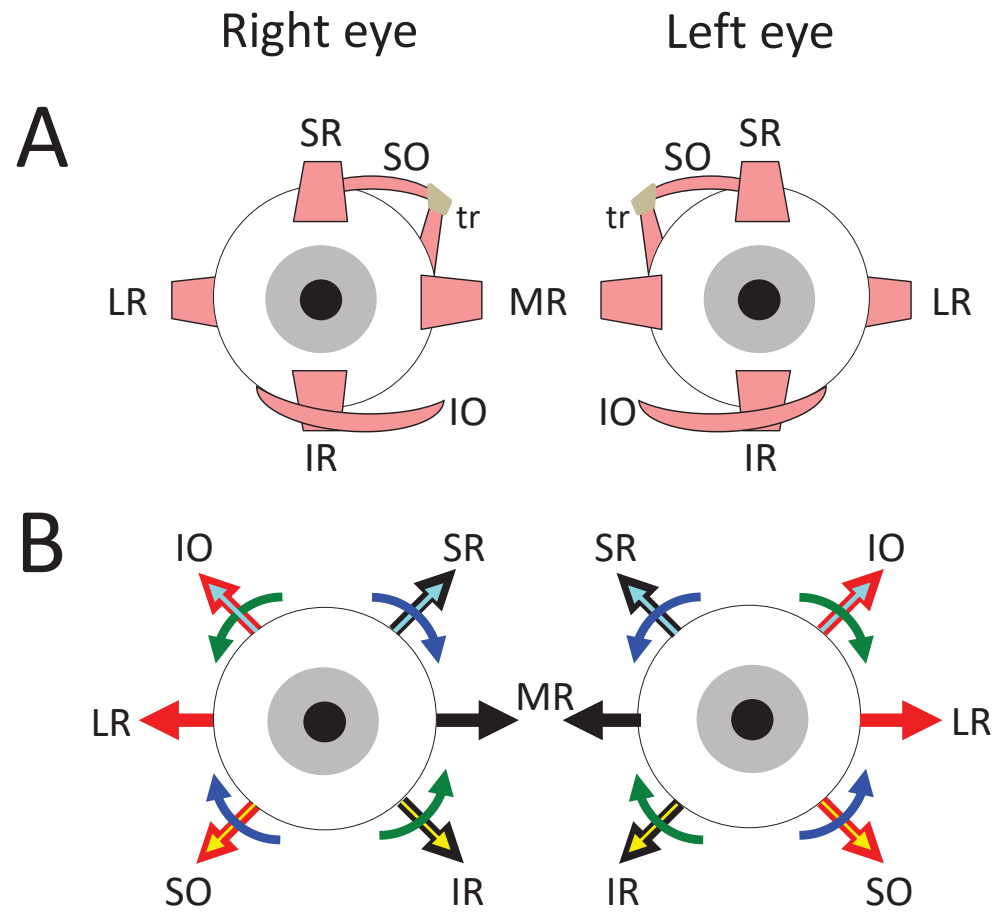 Right eye Left eye
A
SR SR
SO SO
tr tr
LR MR LR
IO IO
IR IR
B
IO SR SR IO
LR MR LR
SO IR IR SO